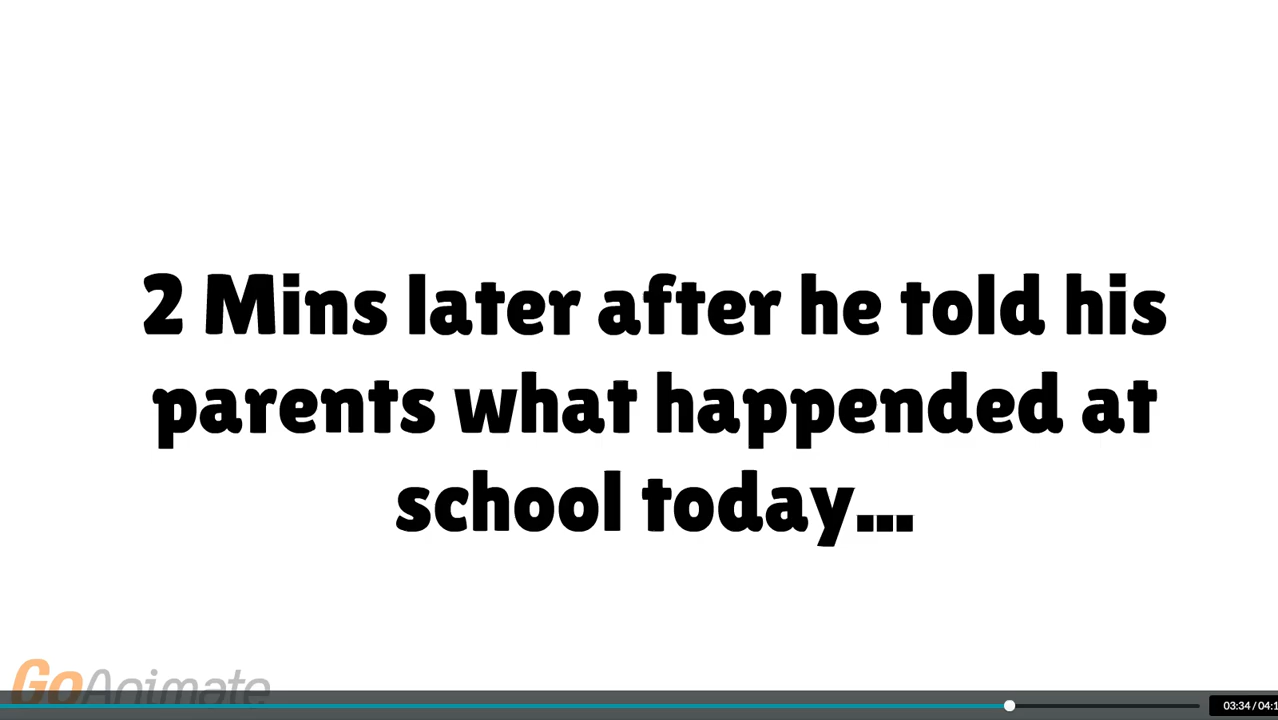 2 Mins later after he told his
parents what happended at
school today...
GoAnimate
03:34 / 04:1